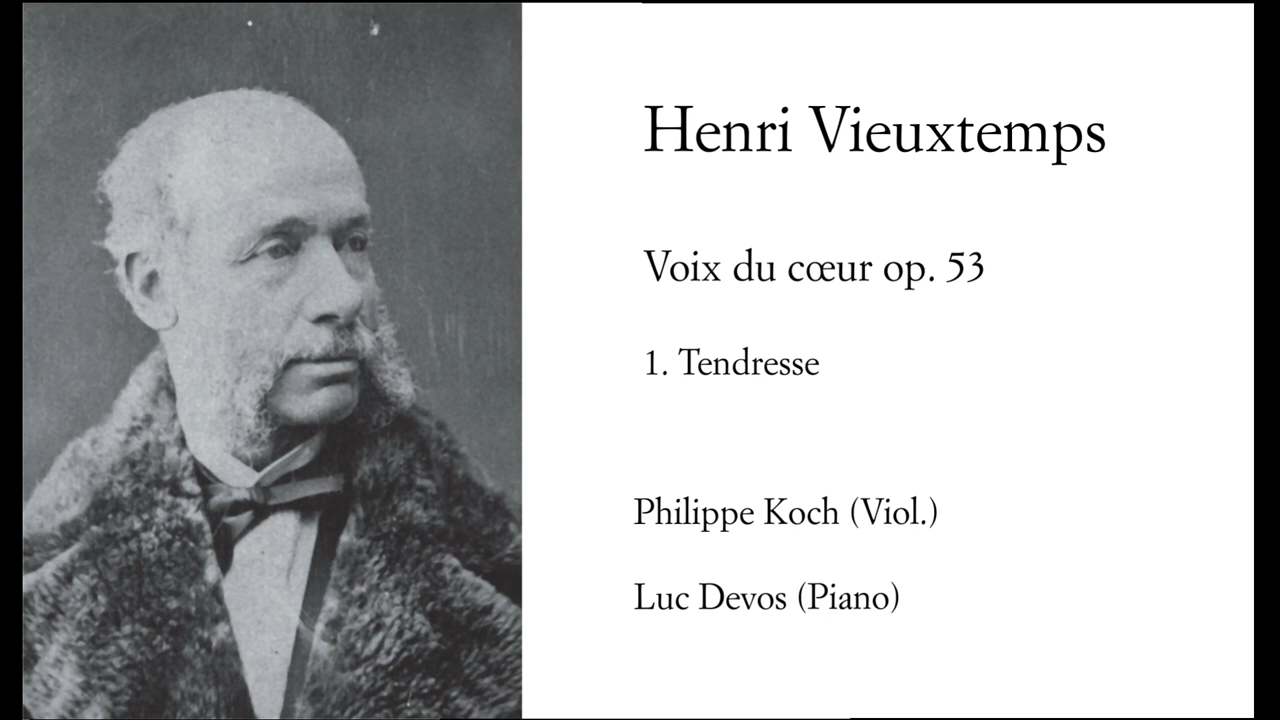 Henri Vieuxtemps
Voix du cœur op. 53
1. Tendresse
Philippe Koch (Viol.)
Luc Devos (Piano)